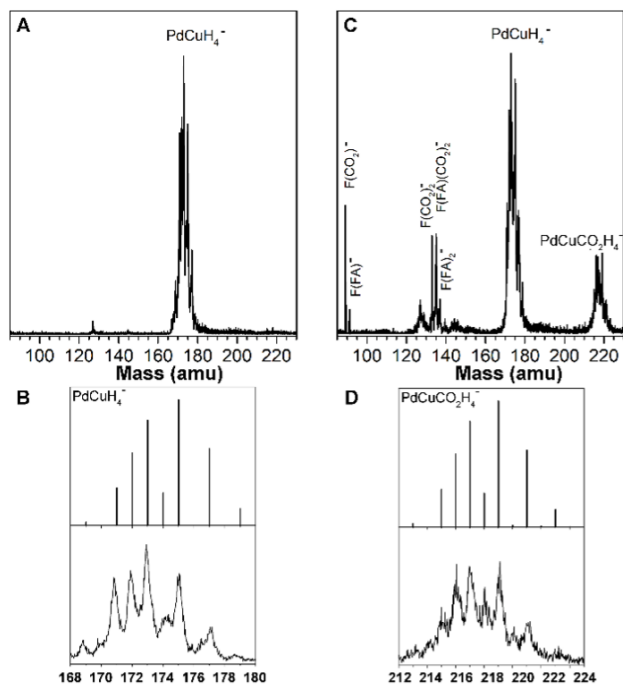 A
PdCuH₄⁻
80 100 120 140 160 180 200 220
Mass (amu)
C
PdCuH₄⁻
F(CO₂)⁻
F(FA)⁻
F(CO₂)₂⁻
F(FA)(CO₂)₂⁻
F(FA)₂⁻
PdCuCO₂H₄⁻
100 120 140 160 180 200 220
Mass (amu)
B
PdCuH₄⁻
168 170 172 174 176 178 180
D
PdCuCO₂H₄⁻
212 214 216 218 220 222 224